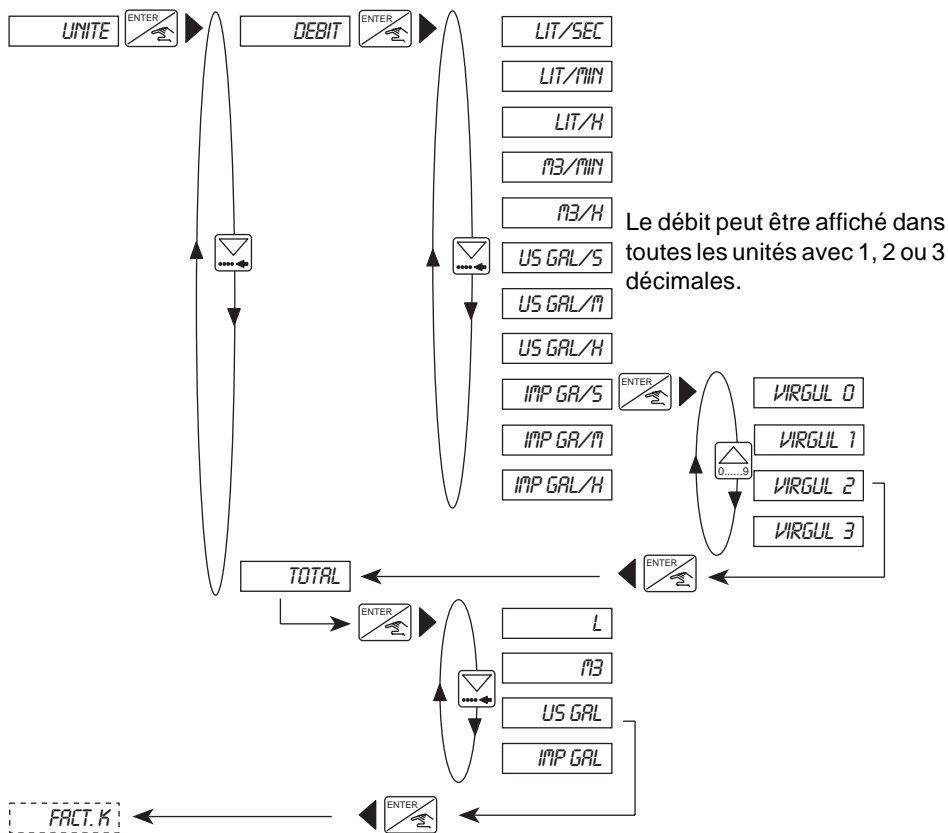 UNITE
ENTER
DEBIT
ENTER
LIT/SEC
LIT/MIN
LIT/H
M3/MIN
M3/H
US GAL/S
US GAL/M
US GAL/H
IMP GA/S
IMP GA/M
IMP GAL/H
Le débit peut être affiché dans
toutes les unités avec 1, 2 ou 3
décimales.
ENTER
0......9
VIRGUL 0
VIRGUL 1
VIRGUL 2
VIRGUL 3
ENTER
TOTAL
ENTER
L
M3
US GAL
IMP GAL
ENTER
FACT. K